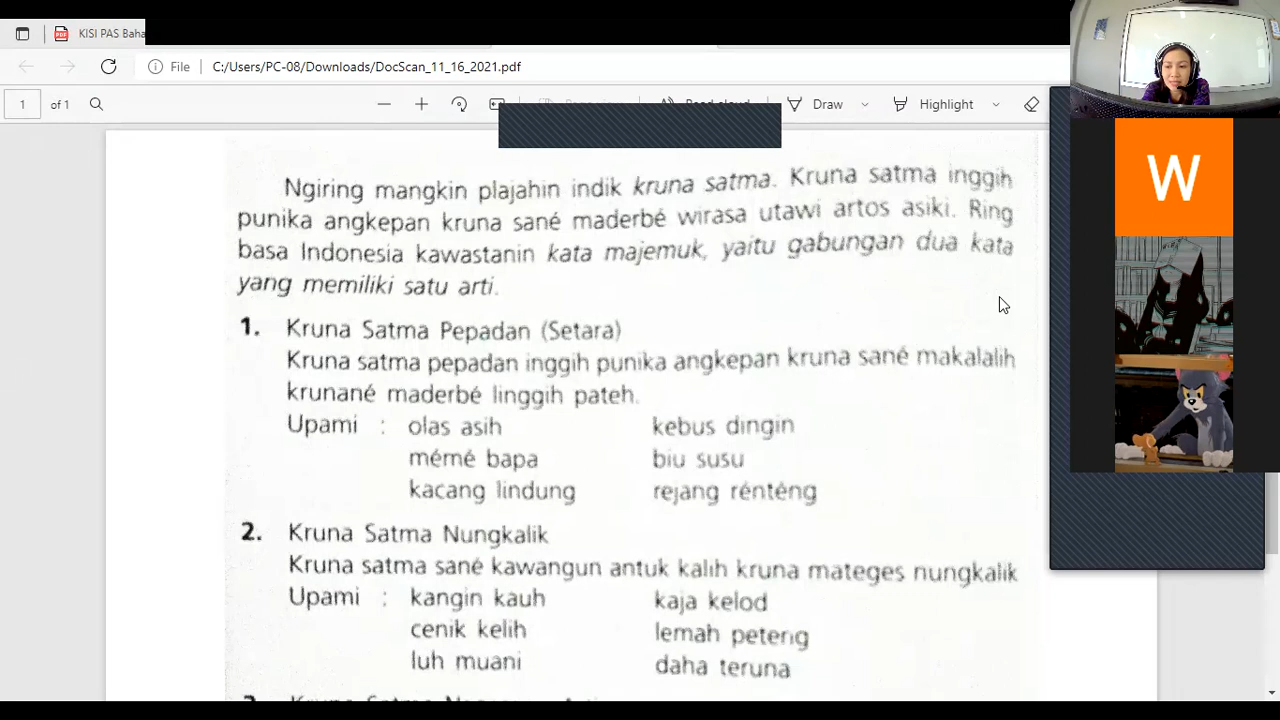 KISI PAS Baha
File C:/Users/PC-08/Downloads/DocScan_11_16_2021.pdf
1 of 1 Draw Highlight
W
Ngiring mangkin plajahin indik kruna satma. Kruna satma inggih
punika angkepan kruna sané maderbé wirasa utawi artos asiki. Ring
basa Indonesia kawastanin kata majemuk, yaitu gabungan dua kata
yang memiliki satu arti.
1. Kruna Satma Pepadan (Setara)
Kruna satma pepadan inggih punika angkepan kruna sané makalalih
krunané maderbé linggih pateh.
Upami : olas asih kebus dingin
mémé bapa biu susu
kacang lindung rejang rénténg
2. Kruna Satma Nungkalik
Kruna satma sané kawangun antuk kalih kruna mateges nungkalik
Upami : kangin kauh kaja kelod
cenik kelih lemah peteng
luh muani daha teruna